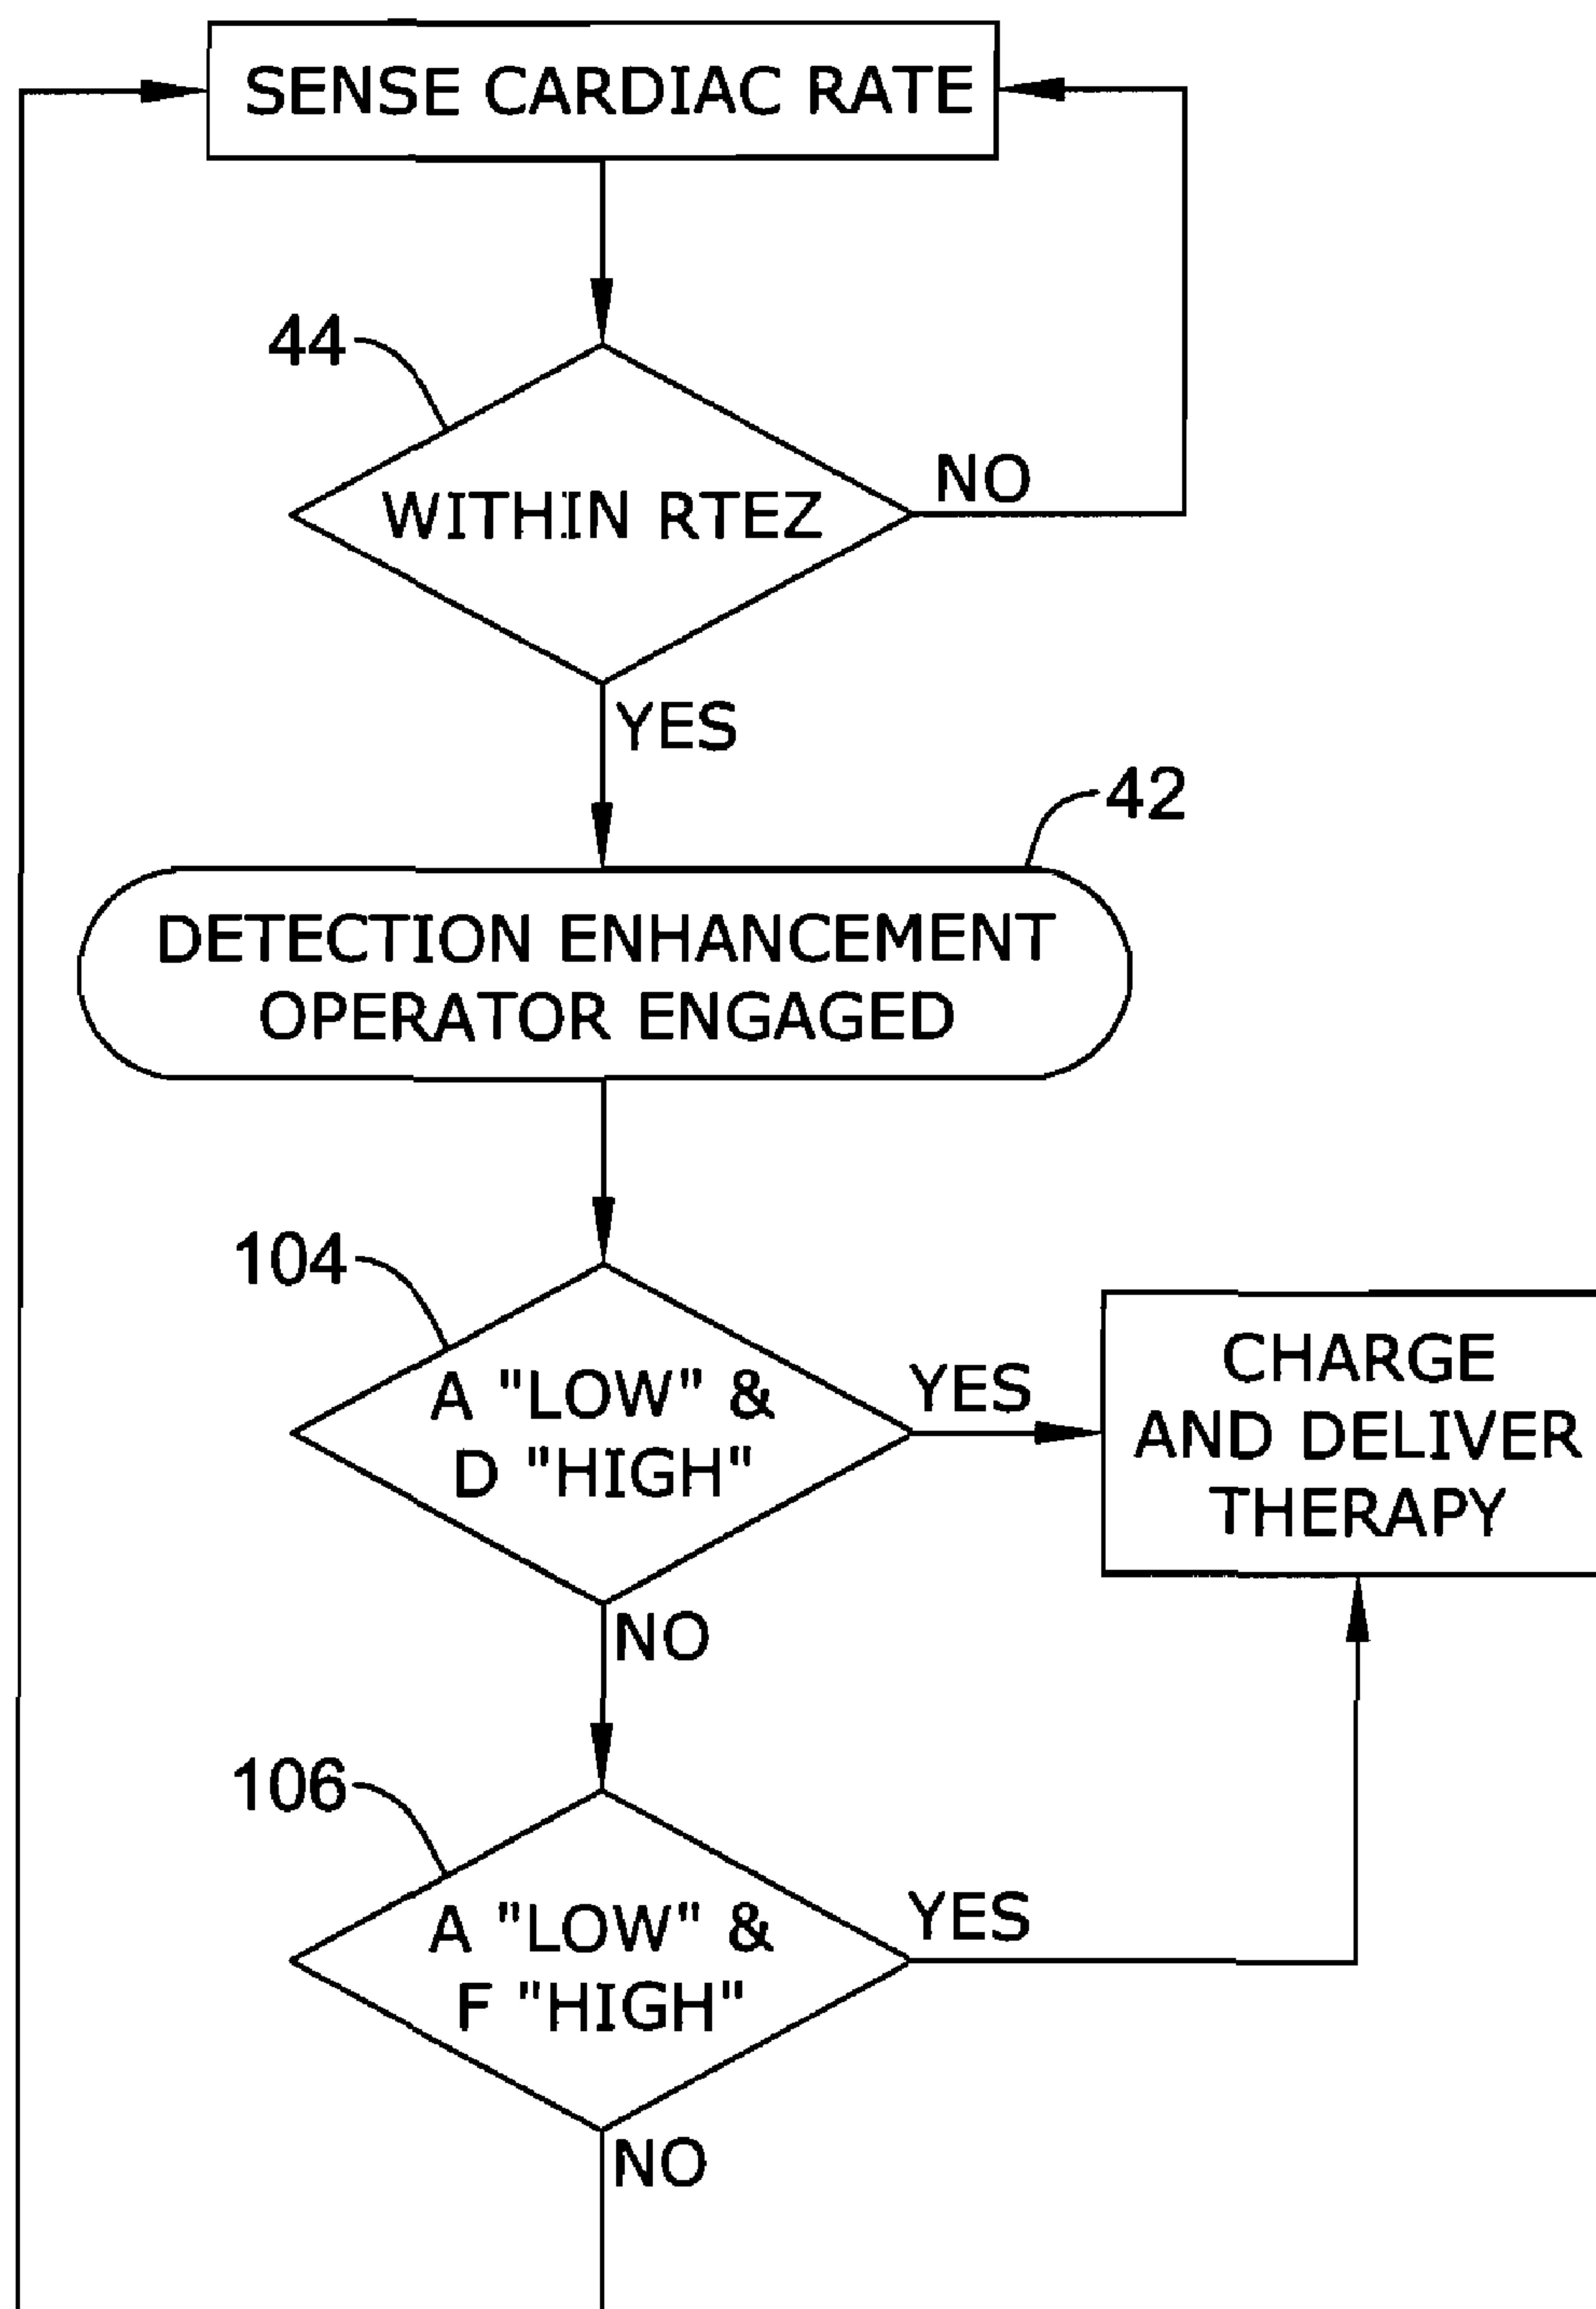 SENSE CARDIAC RATE
44
WITHIN RTEZ
NO
YES
42
DETECTION ENHANCEMENT
OPERATOR ENGAGED
104
A "LOW" &
D "HIGH"
YES
CHARGE
AND DELIVER
THERAPY
NO
106
A "LOW" &
F "HIGH"
YES
NO